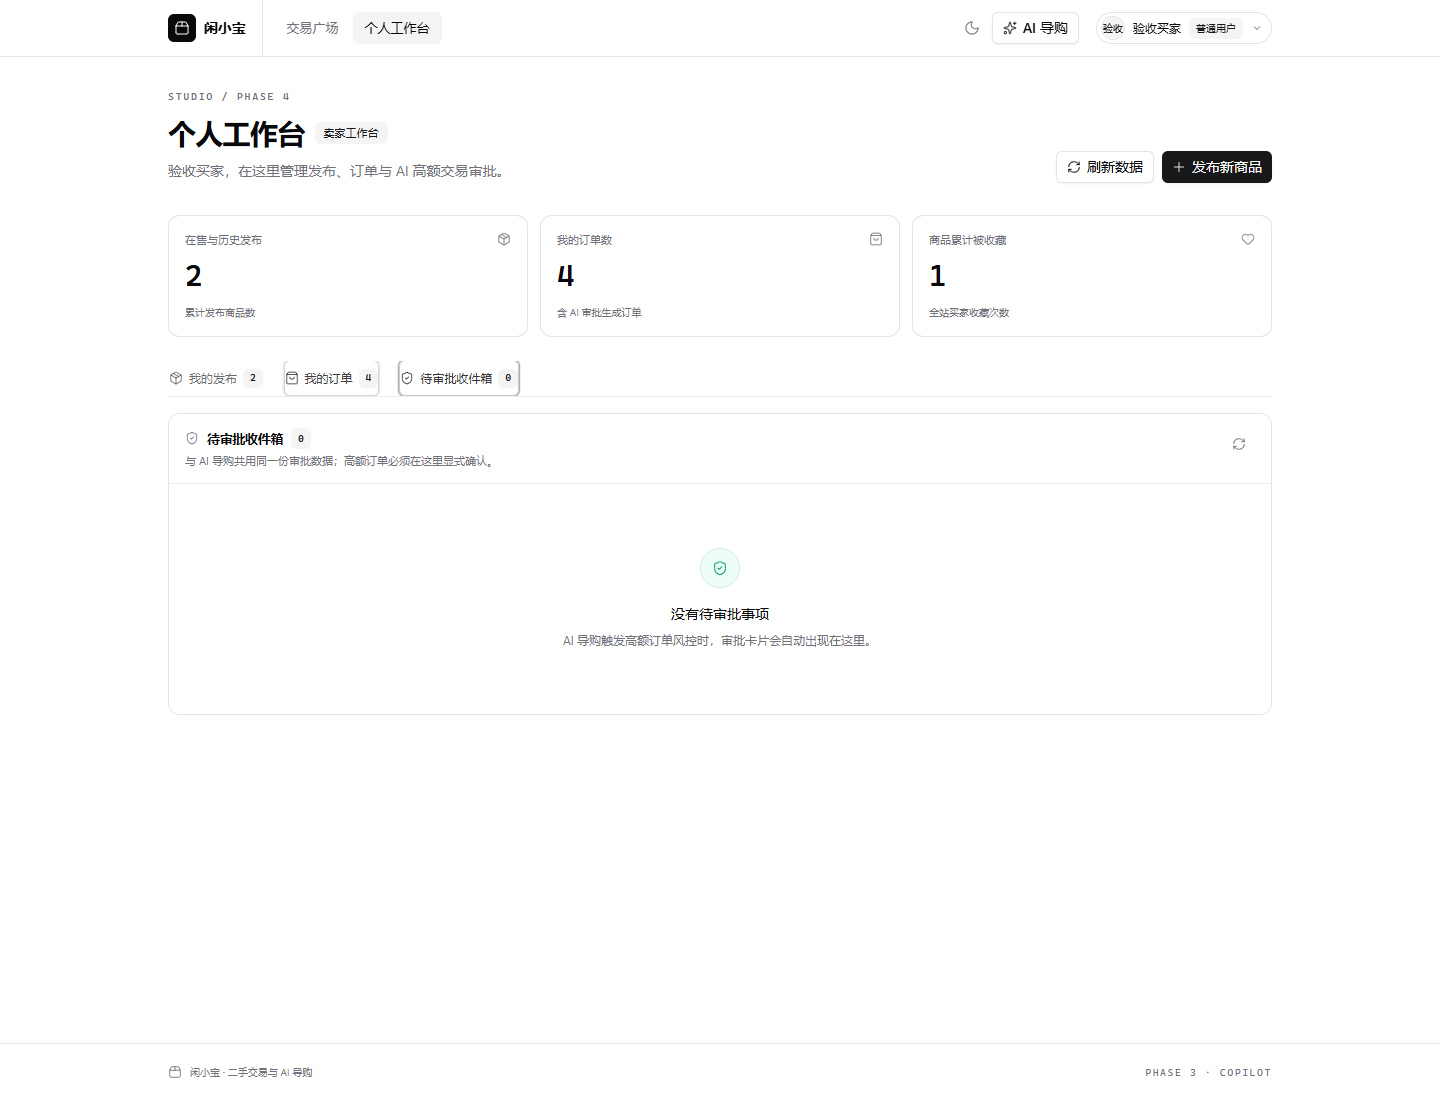 闲小宝
交易广场
个人工作台
AI 导购
验收
验收买家
普通用户
STUDIO / PHASE 4
个人工作台
卖家工作台
验收买家，在这里管理发布、订单与 AI 高额交易审批。
刷新数据
发布新商品
在售与历史发布
2
累计发布商品数
我的订单数
4
含 AI 审批生成订单
商品累计被收藏
1
全站买家收藏次数
我的发布 2
我的订单 4
待审批收件箱 0
待审批收件箱 0
与 AI 导购共用同一份审批数据；高额订单必须在这里显式确认。
没有待审批事项
AI 导购触发高额订单风控时，审批卡片会自动出现在这里。
闲小宝 · 二手交易与 AI 导购
PHASE 3 · COPILOT